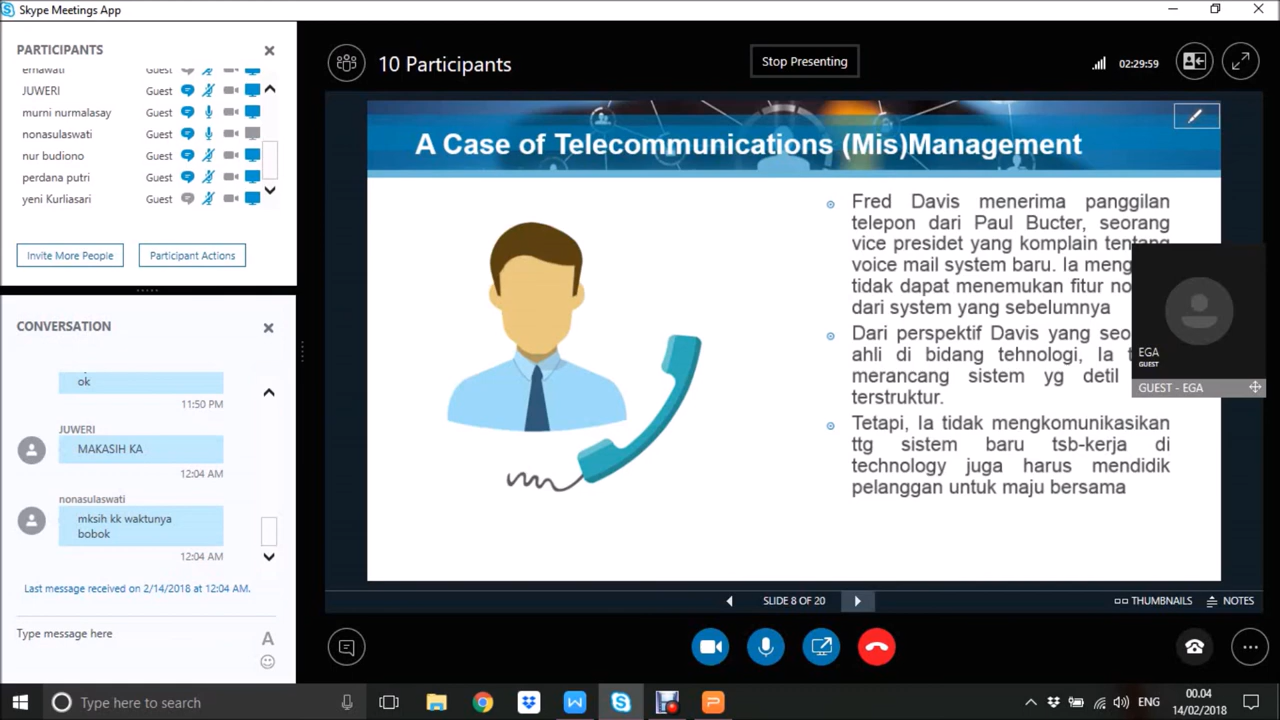 Skype Meetings App
PARTICIPANTS
ernawati Guest
JUWERI Guest
murni nurmalasay Guest
nonasulaswati Guest
nur budiono Guest
perdana putri Guest
yeni Kurliasari Guest
Invite More People Participant Actions
CONVERSATION
ok
11:50 PM
JUWERI
MAKASIH KA
12:04 AM
nonasulaswati
mksih kk waktunya
bobok
12:04 AM
Last message received on 2/14/2018 at 12:04 AM.
Type message here
A
10 Participants
Stop Presenting
02:29:59
A Case of Telecommunications (Mis)Management
Fred Davis menerima panggilan
telepon dari Paul Bucter, seorang
vice presidet yang komplain tentang
voice mail system baru. Ia
tidak dapat menemukan fitur
dari system yang sebelumnya
Dari perspektif Davis yang
ahli di bidang tehnologi, Ia
merancang sistem yg detil
terstruktur.
Tetapi, Ia tidak mengkomunikasikan
ttg sistem baru tsb-kerja di
technology juga harus mendidik
pelanggan untuk maju bersama
EGA
GUEST
GUEST - EGA
SLIDE 8 OF 20
THUMBNAILS
NOTES
Type here to search
W
P
ENG
00.04
14/02/2018